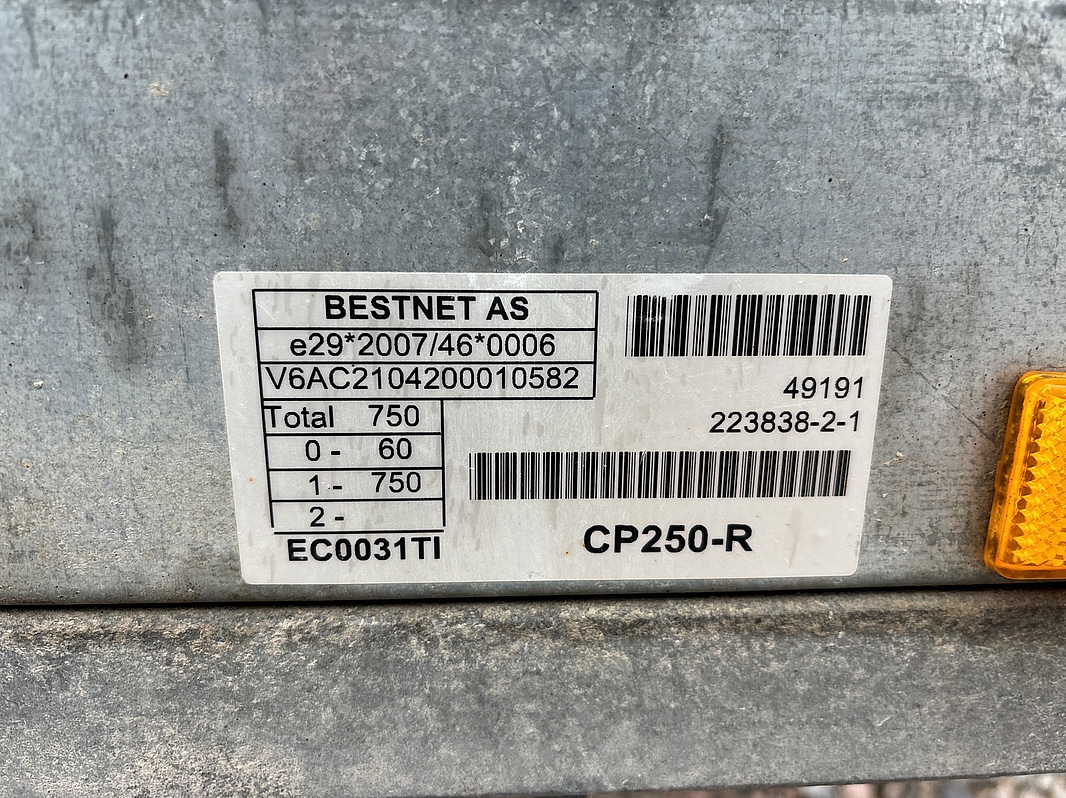 BESTNET AS
e29*2007/46*0006
V6AC2104200010582
Total 750
0 - 60
1 - 750
2 -
EC0031TI
49191
223838-2-1
CP250-R